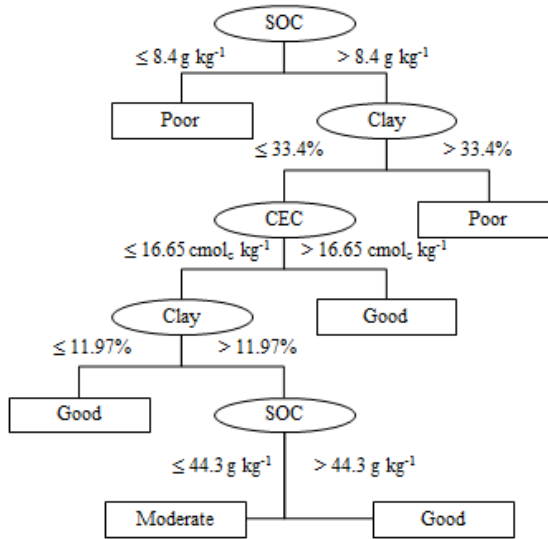 SOC
≤ 8.4 g kg⁻¹ > 8.4 g kg⁻¹
Poor Clay
≤ 33.4% > 33.4%
CEC Poor
≤ 16.65 cmolc kg⁻¹ > 16.65 cmolc kg⁻¹
Clay Good
≤ 11.97% > 11.97%
Good SOC
≤ 44.3 g kg⁻¹ > 44.3 g kg⁻¹
Moderate Good